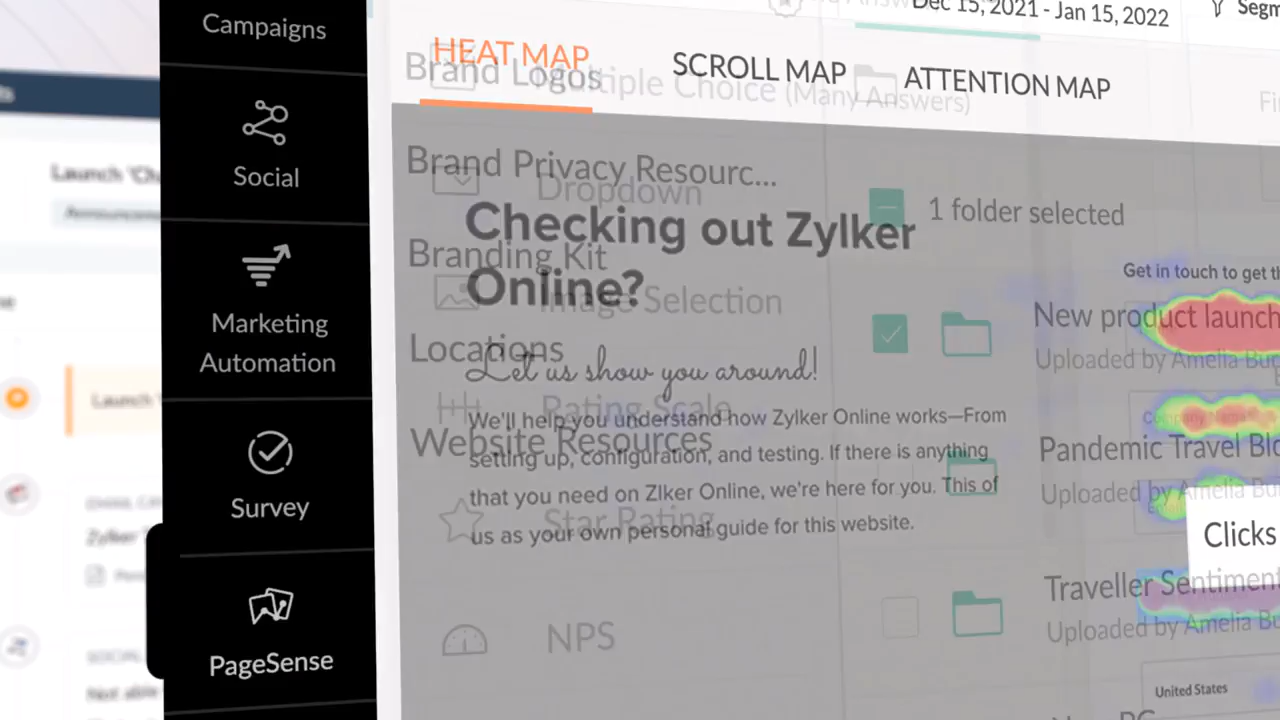 Campaigns
Social
Marketing
Automation
Survey
PageSense
Launch
Dec 15, 2021 - Jan 15, 2022
HEAT MAP
SCROLL MAP
ATTENTION MAP
Brand Logos
Multiple Choice (Many Answers)
Brand Privacy Resourc...
Dropdown
1 folder selected
Checking out Zylker
Online?
Branding Kit
Image Selection
Get in touch to get
New product launch
Uploaded by Amelia
Locations
Let us show you around!
Rating Scale
We'll help you understand how Zylker Online works—From
setting up, configuration, and testing. If there is anything
that you need on Zlker Online, we're here for you. This of
us as your own personal guide for this website.
Website Resources
Pandemic Travel
Uploaded by Amelia
Star Rating
Clicks
Traveller Sentiment
Uploaded by Amelia
NPS
United States